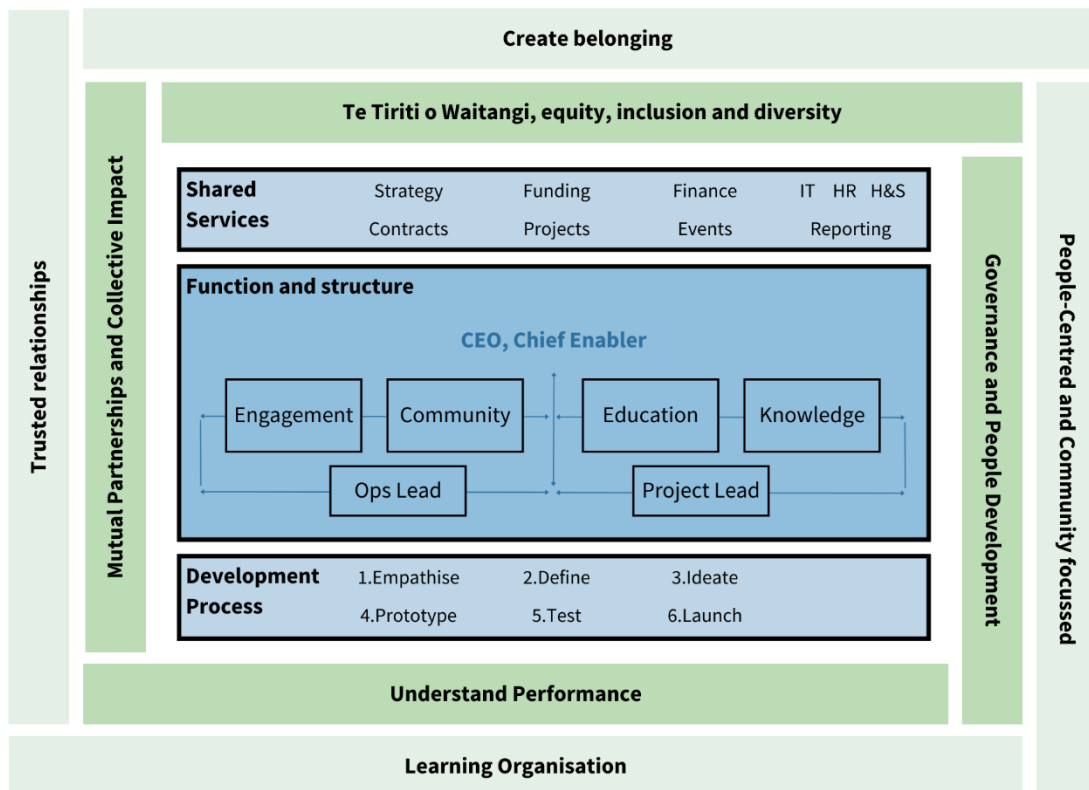 Create belonging
Te Tiriti o Waitangi, equity, inclusion and diversity
Trusted relationships
Mutual Partnerships and Collective Impact
Shared
Services
Strategy Funding Finance IT HR H&S
Contracts Projects Events Reporting
Function and structure
CEO, Chief Enabler
Engagement Community Education Knowledge
Ops Lead Project Lead
Development
Process
1.Empathise 2.Define 3.Ideate
4.Prototype 5.Test 6.Launch
Governance and People Development
People-Centred and Community focussed
Understand Performance
Learning Organisation